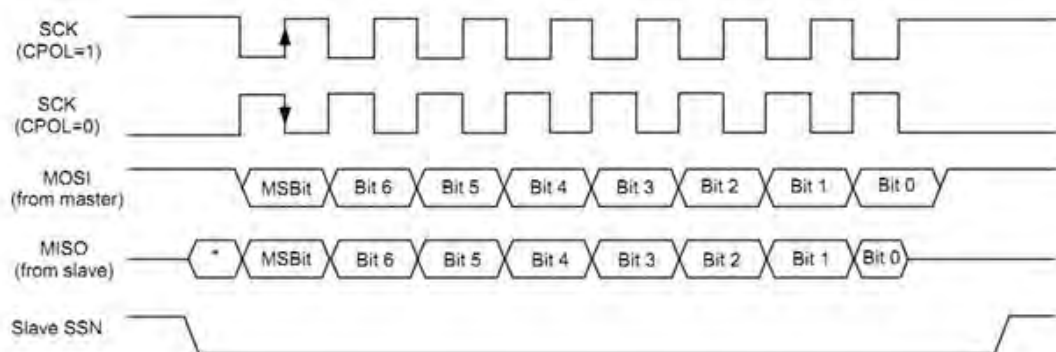 SCK
(CPOL=1)
SCK
(CPOL=0)
MOSI
(from master)
MSBit Bit 6 Bit 5 Bit 4 Bit 3 Bit 2 Bit 1 Bit 0
MISO
(from slave)
* MSBit Bit 6 Bit 5 Bit 4 Bit 3 Bit 2 Bit 1 Bit 0
Slave SSN